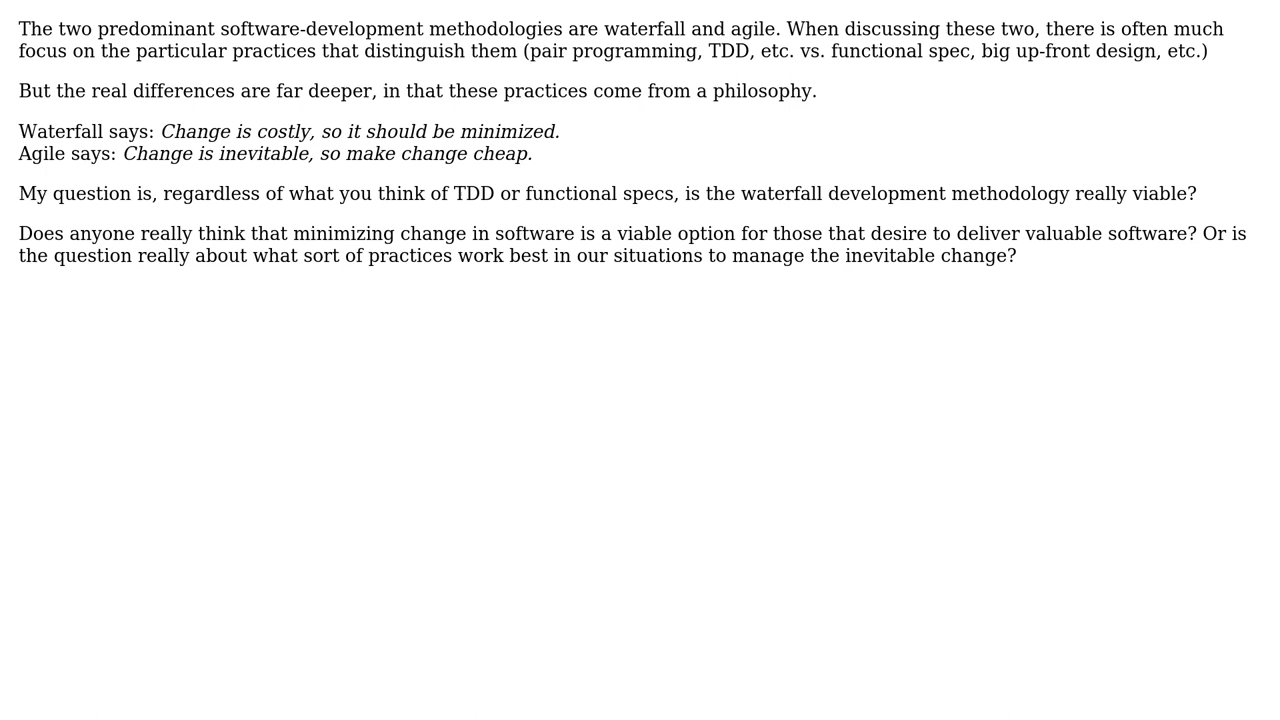 The two predominant software-development methodologies are waterfall and agile. When discussing these two, there is often much
focus on the particular practices that distinguish them (pair programming, TDD, etc. vs. functional spec, big up-front design, etc.)
But the real differences are far deeper, in that these practices come from a philosophy.
Waterfall says: Change is costly, so it should be minimized.
Agile says: Change is inevitable, so make change cheap.
My question is, regardless of what you think of TDD or functional specs, is the waterfall development methodology really viable?
Does anyone really think that minimizing change in software is a viable option for those that desire to deliver valuable software? Or is
the question really about what sort of practices work best in our situations to manage the inevitable change?